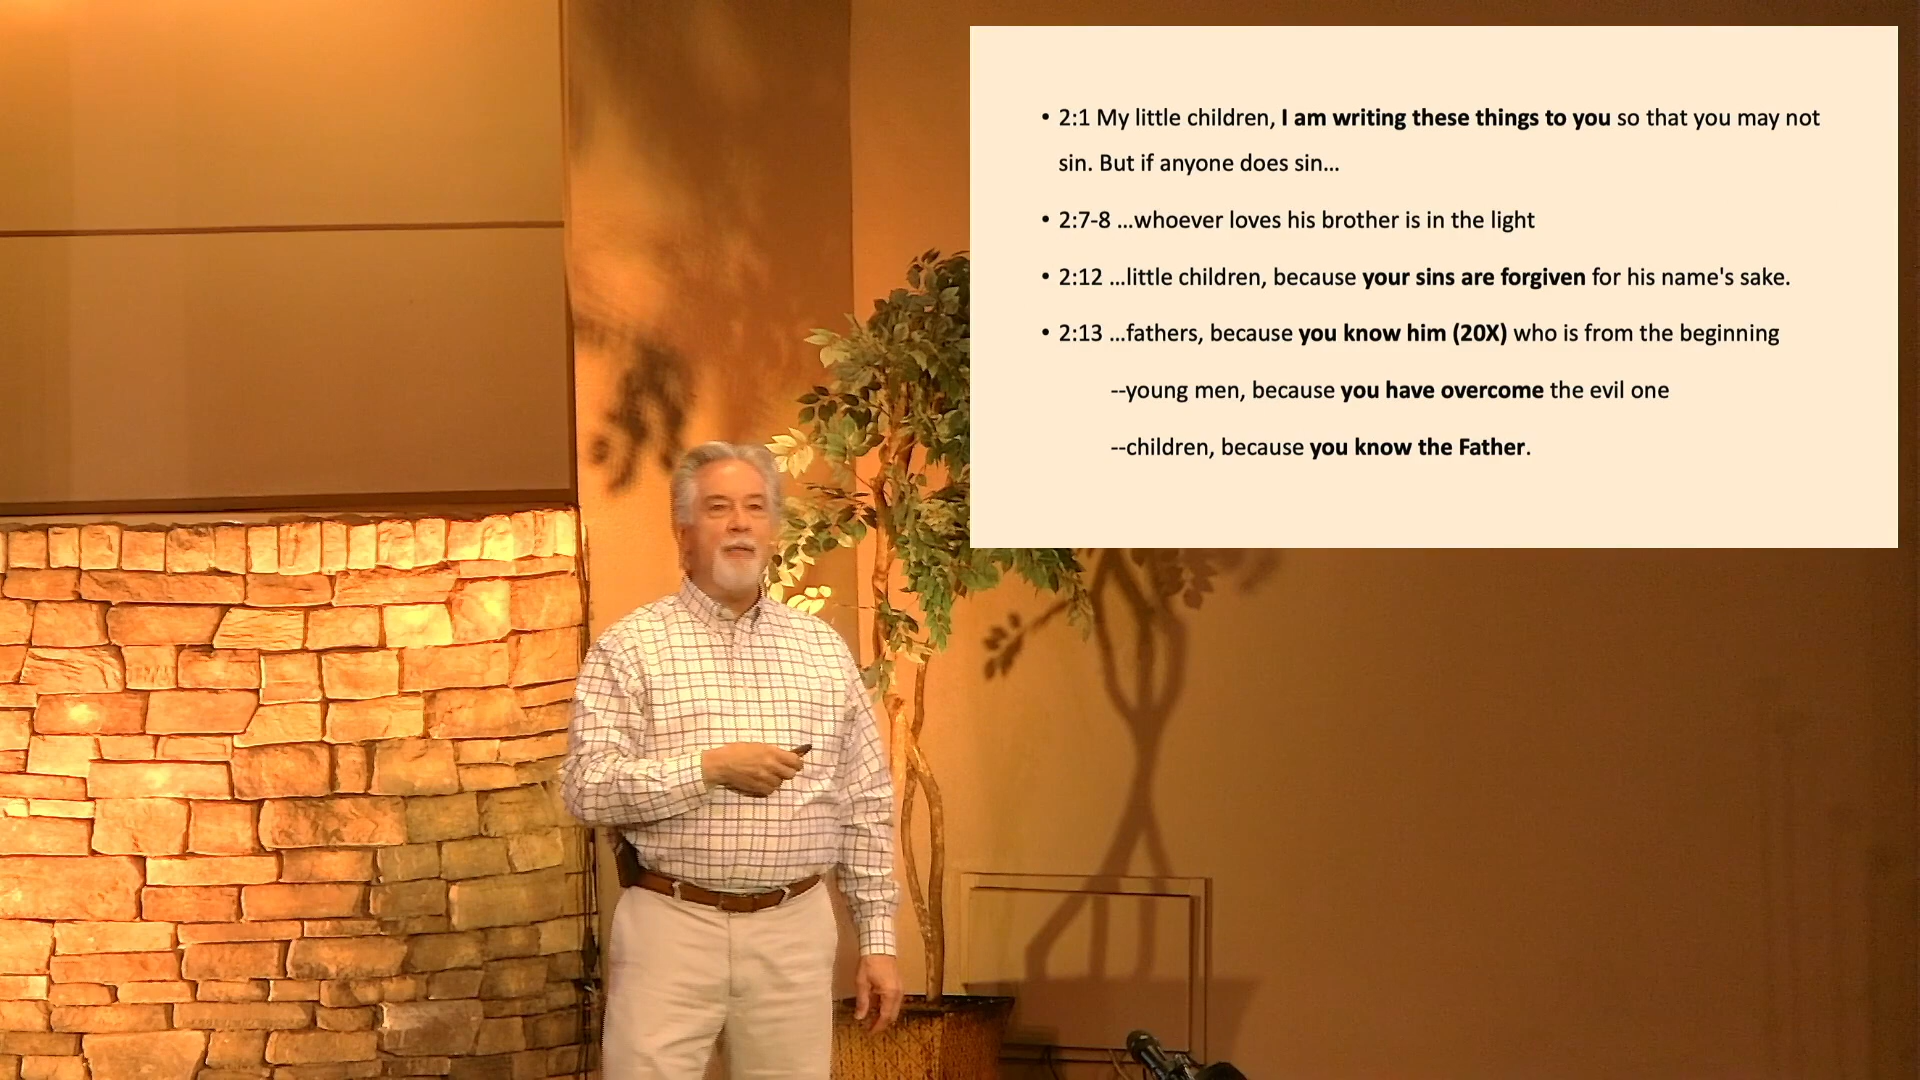 • 2:1 My little children, I am writing these things to you so that you may not
sin. But if anyone does sin...
• 2:7-8 ...whoever loves his brother is in the light
• 2:12 ...little children, because your sins are forgiven for his name's sake.
• 2:13 ...fathers, because you know him (20X) who is from the beginning
--young men, because you have overcome the evil one
--children, because you know the Father.